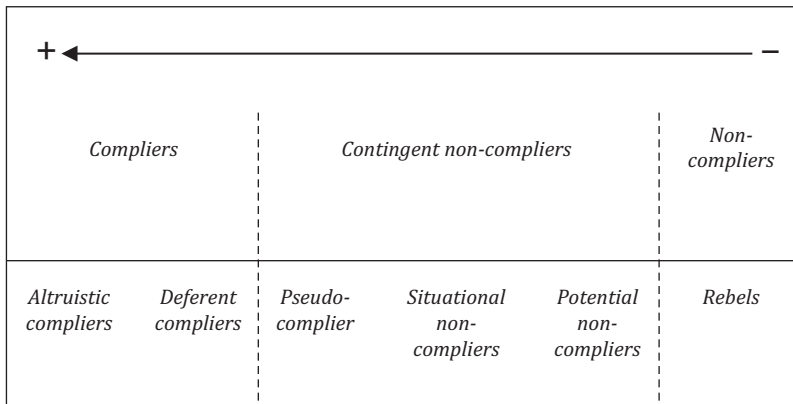 + −
Compliers
Contingent non-compliers
Non-
compliers
Altruistic
compliers
Deferent
compliers
Pseudo-
complier
Situational
non-
compliers
Potential
non-
compliers
Rebels